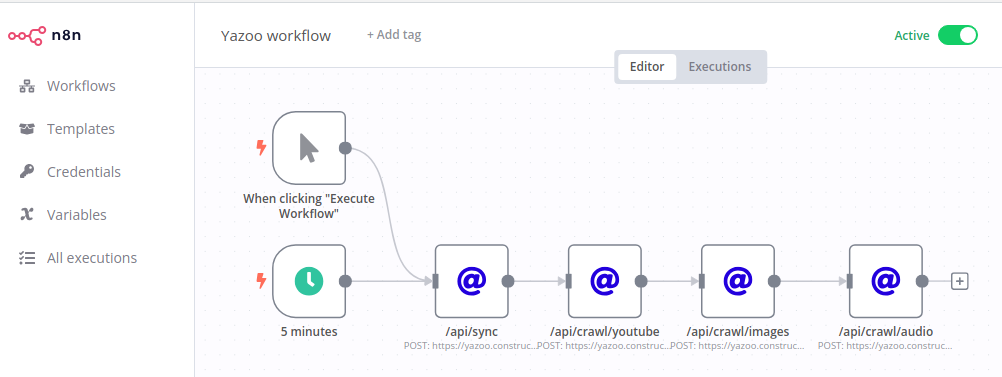 n8n
Yazoo workflow
+ Add tag
Active
Editor
Executions
Workflows
Templates
Credentials
Variables
All executions
When clicking "Execute
Workflow"
5 minutes
/api/sync
POST: https://yazoo.construc...
/api/crawl/youtube
POST: https://yazoo.construc...
/api/crawl/images
POST: https://yazoo.construc...
/api/crawl/audio
POST: https://yazoo.construc...